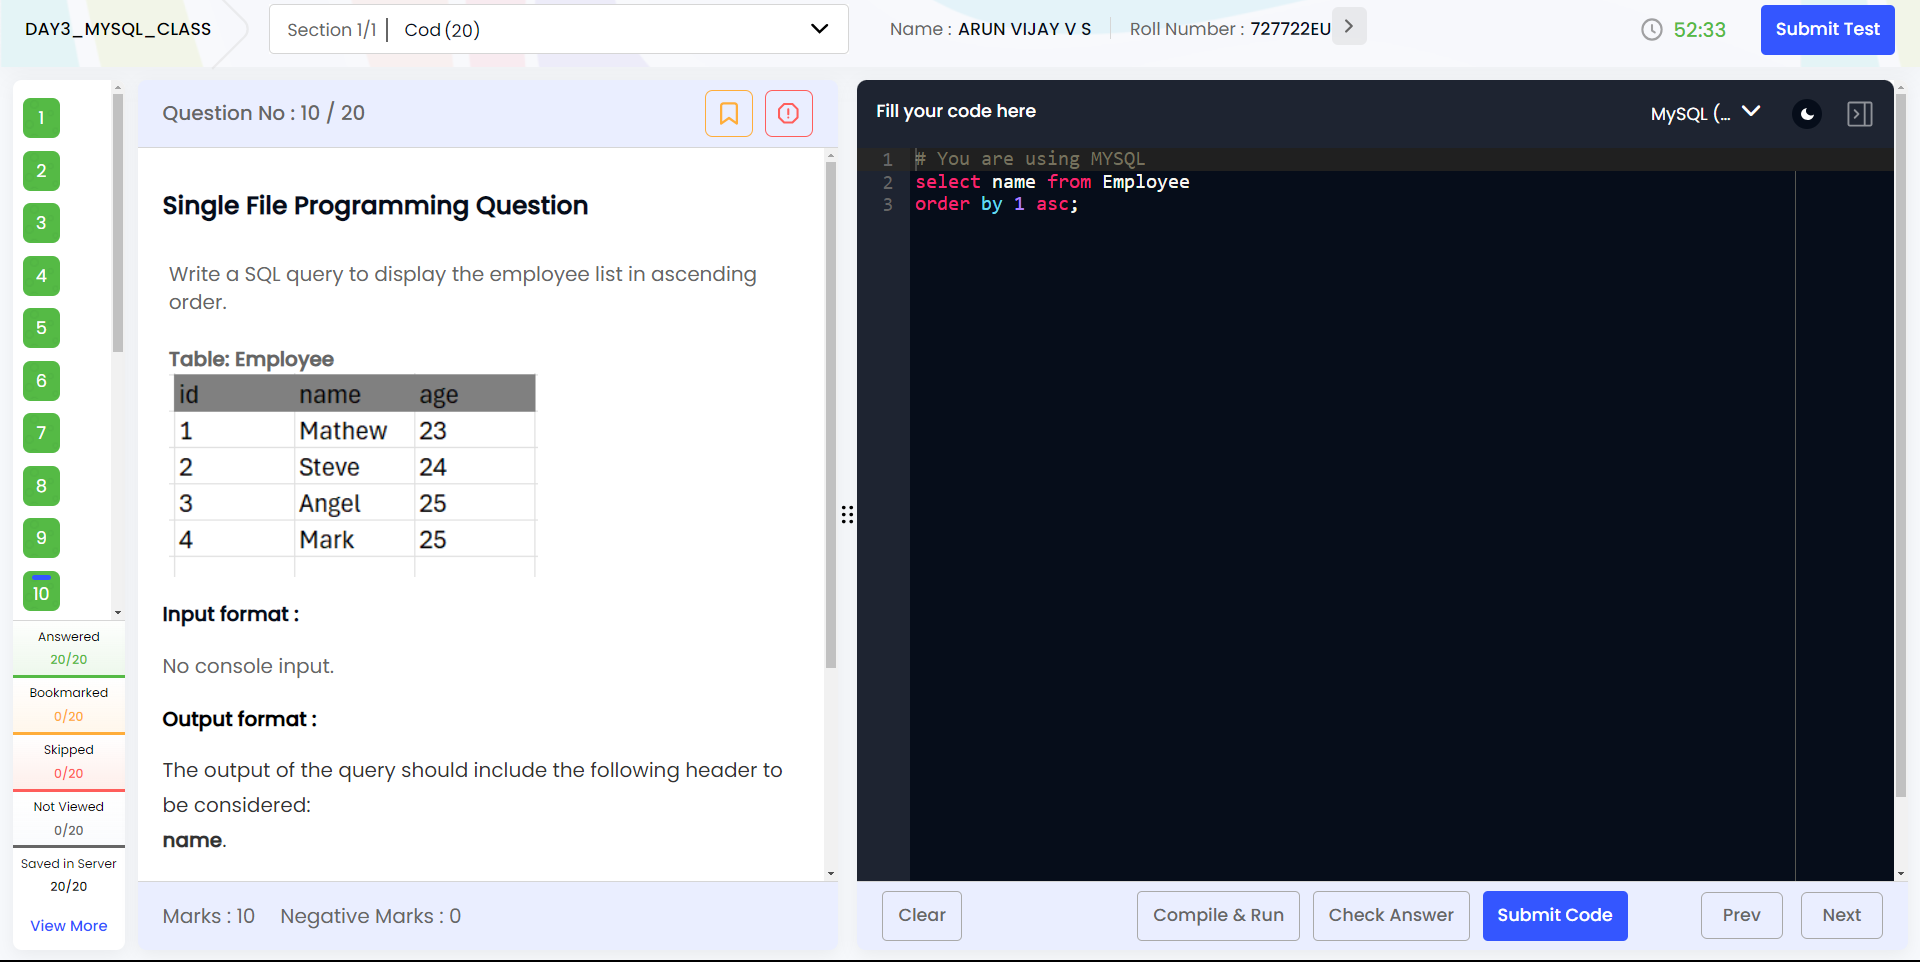 DAY3_MYSQL_CLASS
Section 1/1 | Cod (20)
Name : ARUN VIJAY V S
Roll Number : 727722EU
52:33
Submit Test
1
2
3
4
5
6
7
8
9
10
Answered
20/20
Bookmarked
0/20
Skipped
0/20
Not Viewed
0/20
Saved in Server
20/20
View More
Question No : 10 / 20
Single File Programming Question
Write a SQL query to display the employee list in ascending
order.
Table: Employee
id name age
1 Mathew 23
2 Steve 24
3 Angel 25
4 Mark 25
Input format :
No console input.
Output format :
The output of the query should include the following header to
be considered:
name.
Marks : 10 Negative Marks : 0
Fill your code here
MySQL (...
1 # You are using MYSQL
2 select name from Employee
3 order by 1 asc;
Clear
Compile & Run
Check Answer
Submit Code
Prev
Next